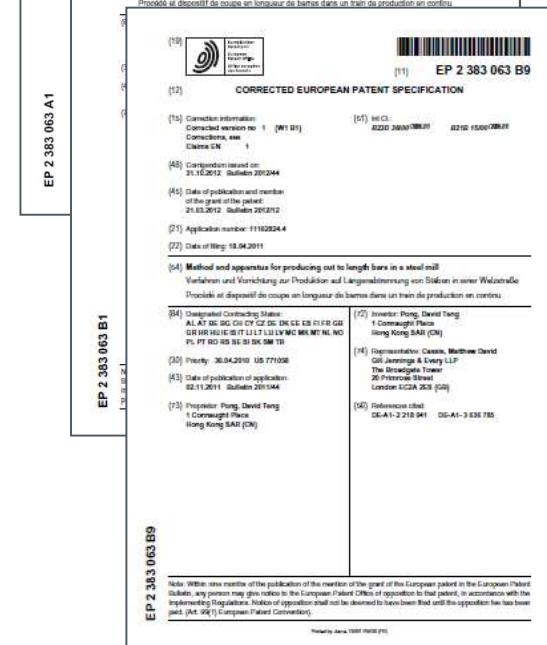 Procédé et dispositif de coupe en longueur de barres dans un train de production en continu
EP 2 383 063 A1
EP 2 383 063 B1
(19)
(11) EP 2 383 063 B9
(12) CORRECTED EUROPEAN PATENT SPECIFICATION
(15) Correction information:
Corrected version no 1 (W1 B1)
Corrections, see
Claims EN 1
(51) Int Cl.:
(48) Corrigendum issued on:
31.10.2012 Bulletin 2012/44
(45) Date of publication and mention
of the grant of the patent:
21.03.2012 Bulletin 2012/12
(21) Application number: 11162824.4
(22) Date of filing: 18.04.2011
(54) Method and apparatus for producing cut to length bars in a steel mill
Verfahren und Vorrichtung zur Produktion auf Längenabtrennung von Stäben in einer Walzstraße
Procédé et dispositif de coupe en longueur de barres dans un train de production en continu
(84) Designated Contracting States:
AL AT BE BG CH CY CZ DE DK EE ES FI FR GB
GR HR HU IE IS IT LI LT LU LV MC MK MT NL NO
PL PT RO RS SE SI SK SM TR
(30) Priority: 30.04.2010 US 771058
(43) Date of publication of application:
02.11.2011 Bulletin 2011/44
(73) Proprietor: Pong, David Teng
1 Connaught Place
Hong Kong SAR (CN)
(72) Inventor: Pong, David Teng
1 Connaught Place
Hong Kong SAR (CN)
(74) Representative: Cassie, Matthew David
Gill Jennings & Every LLP
The Broadgate Tower
20 Primrose Street
London EC2A 2ES (GB)
(56) References cited:
DE-A1- 2 218 941 DE-A1- 3 636 785
EP 2 383 063 B9
Note: Within nine months of the publication of the mention of the grant of the European patent in the European Patent
Bulletin, any person may give notice to the European Patent Office of opposition to that patent, in accordance with the
Implementing Regulations. Notice of opposition shall not be deemed to have been filed until the opposition fee has been
paid. (Art. 99(1) European Patent Convention).